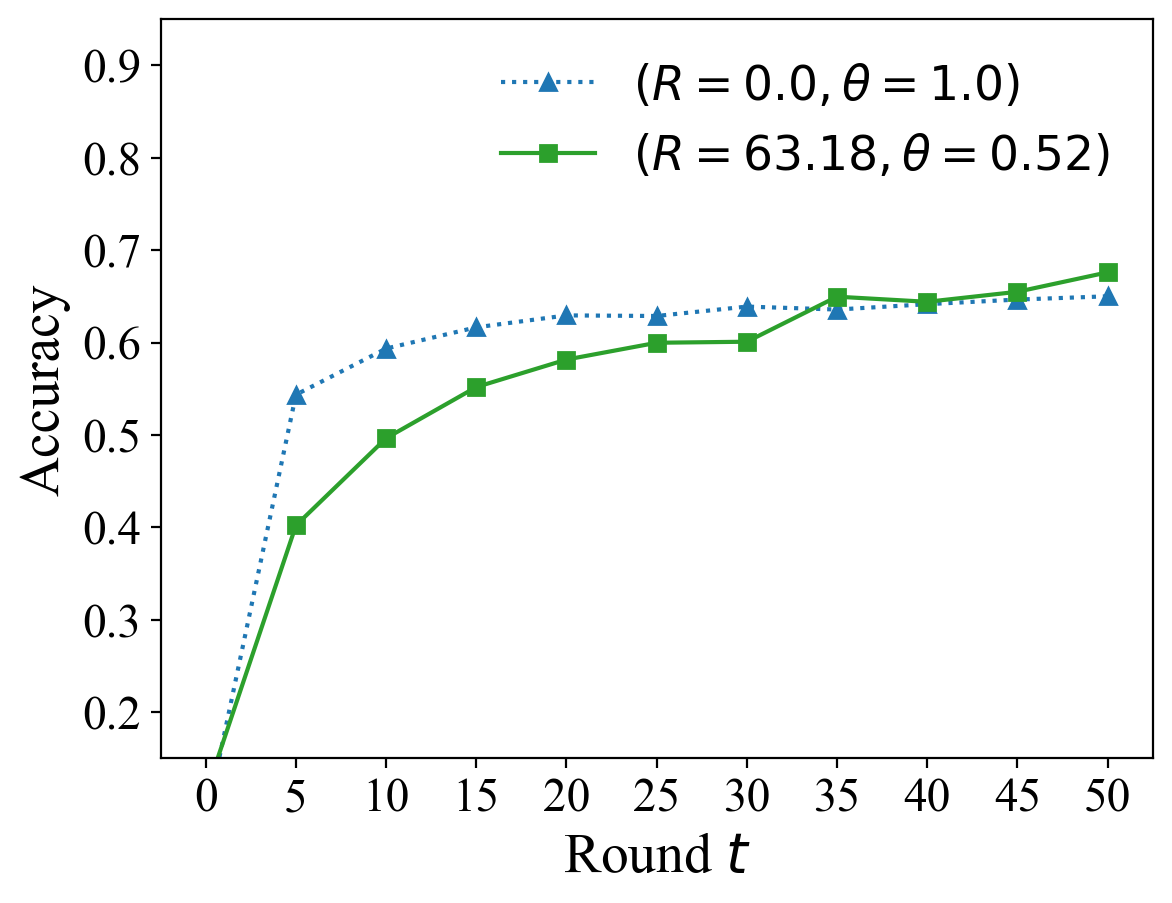 (R = 0.0, θ = 1.0)
(R = 63.18, θ = 0.52)
Accuracy
0.9
0.8
0.7
0.6
0.5
0.4
0.3
0.2
0 5 10 15 20 25 30 35 40 45 50
Round t